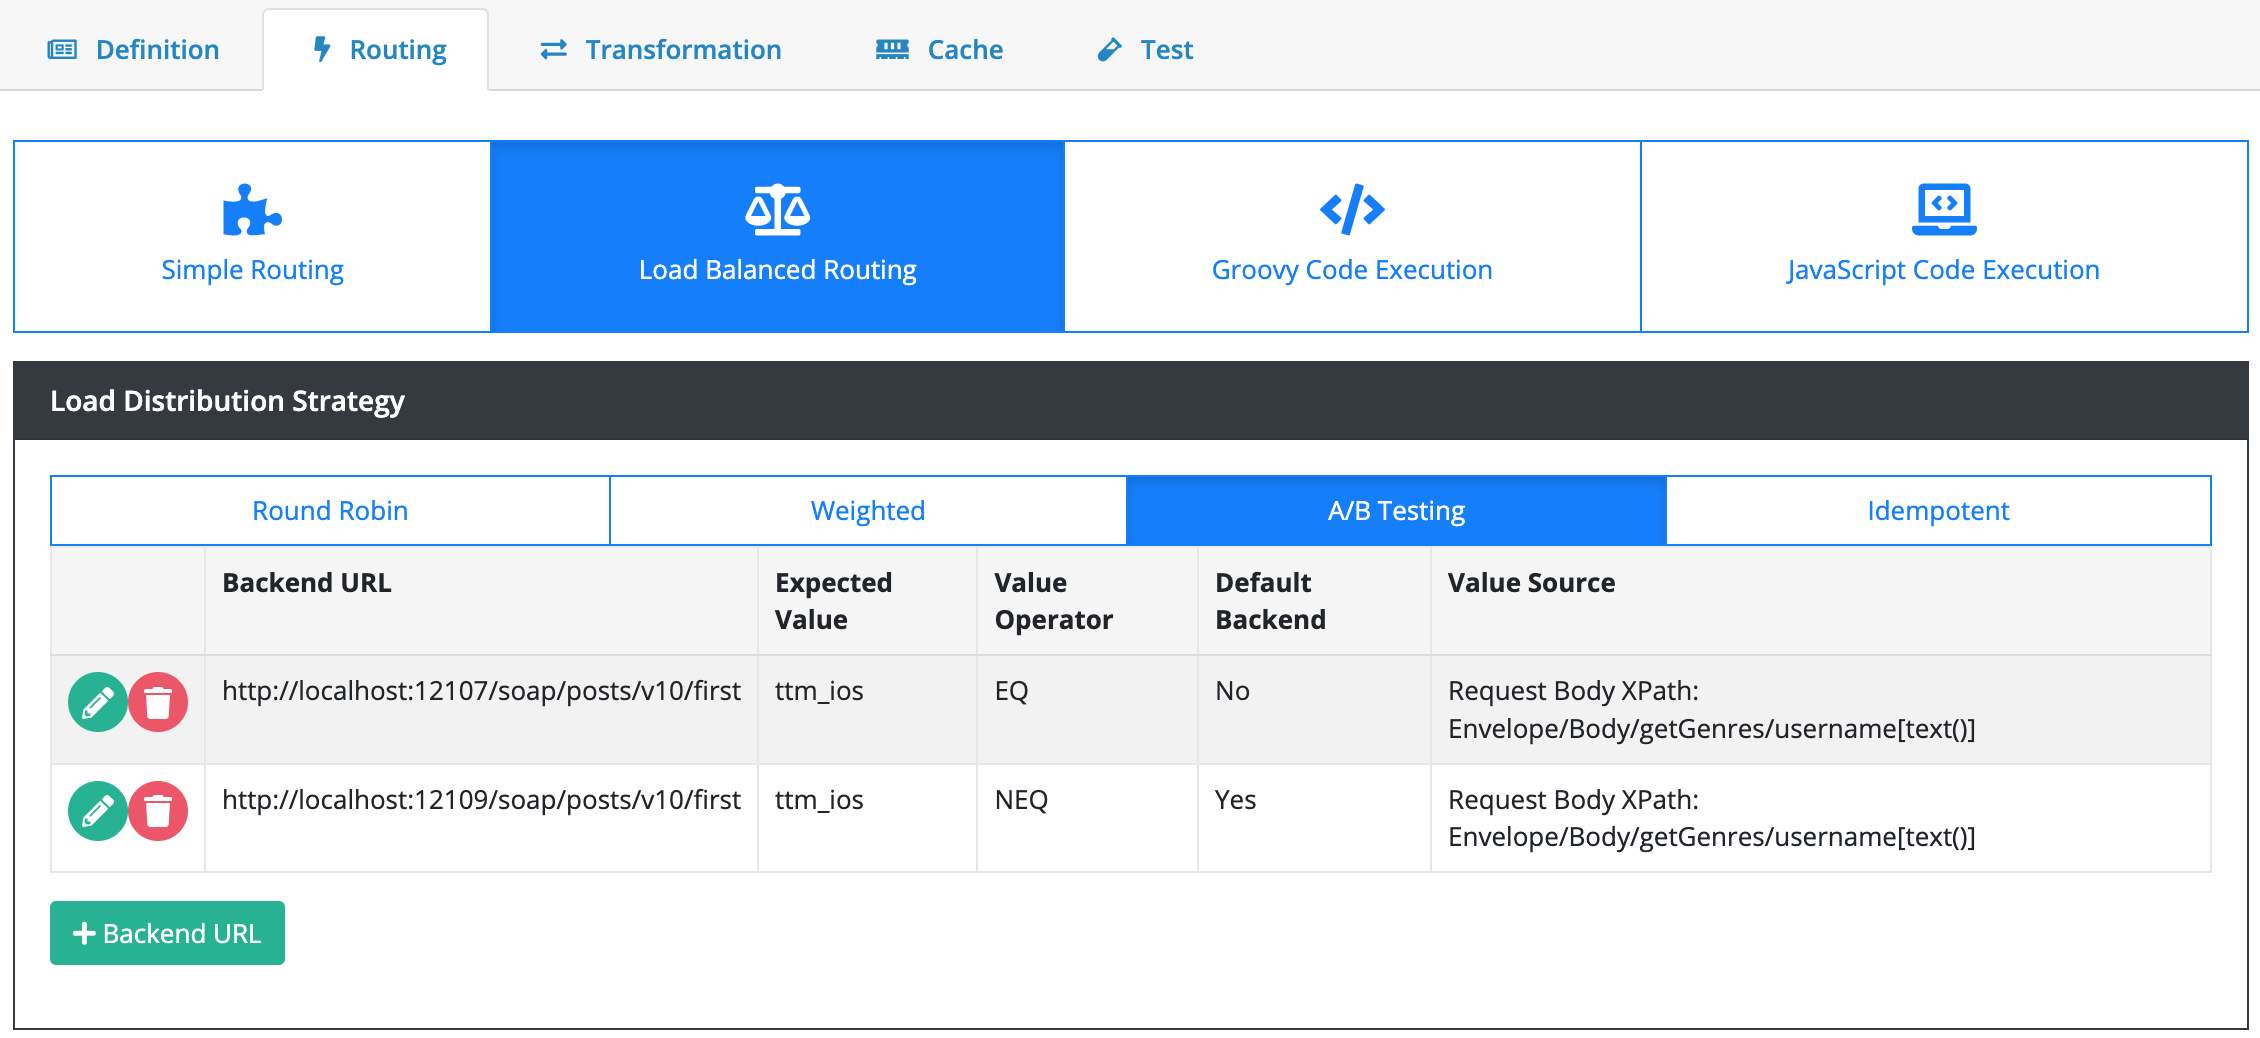 Definition
Routing
Transformation
Cache
Test
Simple Routing
Load Balanced Routing
Groovy Code Execution
JavaScript Code Execution
Load Distribution Strategy
Round Robin
Weighted
A/B Testing
Idempotent
Backend URL
Expected
Value
Value
Operator
Default
Backend
Value Source
http://localhost:12107/soap/posts/v10/first
ttm_ios
EQ
No
Request Body XPath:
Envelope/Body/getGenres/username[text()]
http://localhost:12109/soap/posts/v10/first
ttm_ios
NEQ
Yes
Request Body XPath:
Envelope/Body/getGenres/username[text()]
+ Backend URL